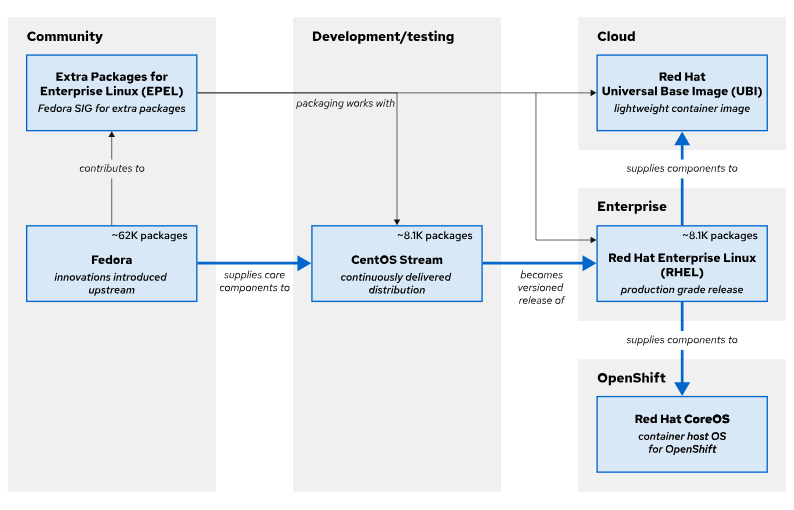 Community
Development/testing
Cloud
Extra Packages for
Enterprise Linux (EPEL)
Fedora SIG for extra packages
packaging works with
Red Hat
Universal Base Image (UBI)
lightweight container image
contributes to
supplies components to
Enterprise
~62K packages
Fedora
innovations introduced
upstream
supplies core
components to
~8.1K packages
CentOS Stream
continuously delivered
distribution
becomes
versioned
release of
~8.1K packages
Red Hat Enterprise Linux
(RHEL)
production grade release
supplies components to
OpenShift
Red Hat CoreOS
container host OS
for OpenShift